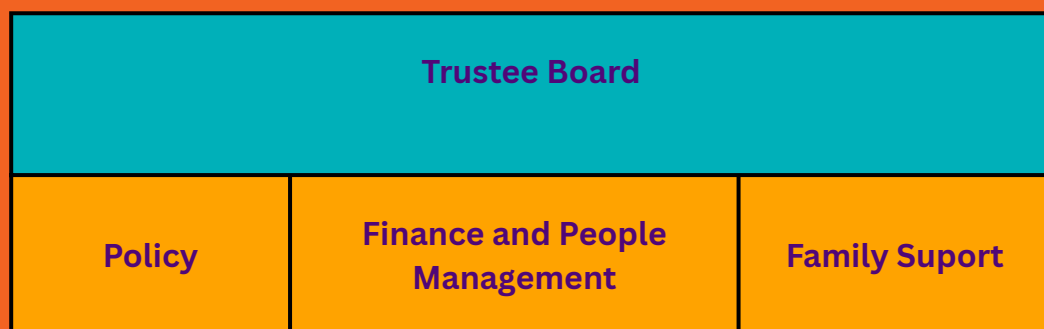 Trustee Board
Policy
Finance and People
Management
Family Suport